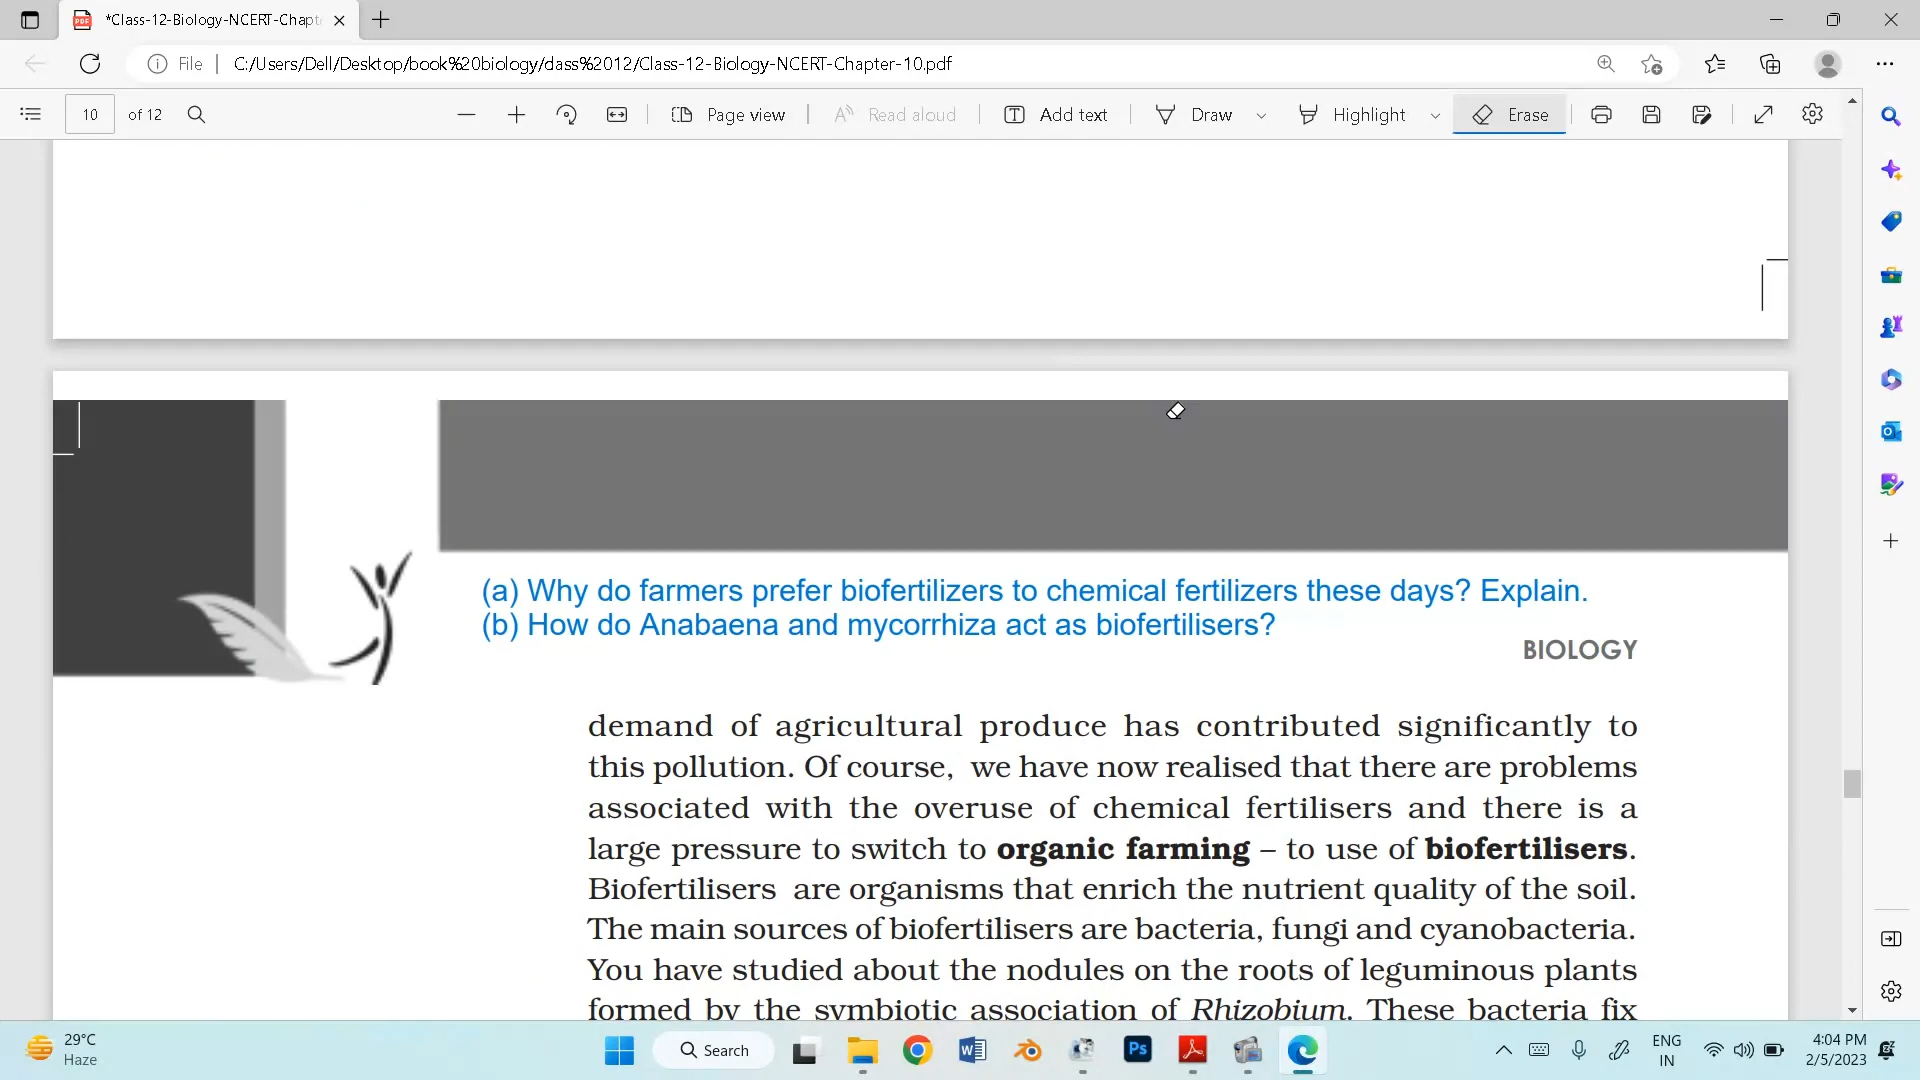 *Class-12-Biology-NCERT-Chapt
File
C:/Users/Dell/Desktop/book%20biology/class%2012/Class-12-Biology-NCERT-Chapter-10.pdf
10 of 12
Page view
Read aloud
Add text
Draw
Highlight
Erase
(a) Why do farmers prefer biofertilizers to chemical fertilizers these days? Explain.
(b) How do Anabaena and mycorrhiza act as biofertilisers?
BIOLOGY
demand of agricultural produce has contributed significantly to
this pollution. Of course, we have now realised that there are problems
associated with the overuse of chemical fertilisers and there is a
large pressure to switch to organic farming – to use of biofertilisers.
Biofertilisers are organisms that enrich the nutrient quality of the soil.
The main sources of biofertilisers are bacteria, fungi and cyanobacteria.
You have studied about the nodules on the roots of leguminous plants
formed by the symbiotic association of Rhizobium. These bacteria fix
29°C
Haze
Search
Ps
ENG
IN
4:04 PM
2/5/2023